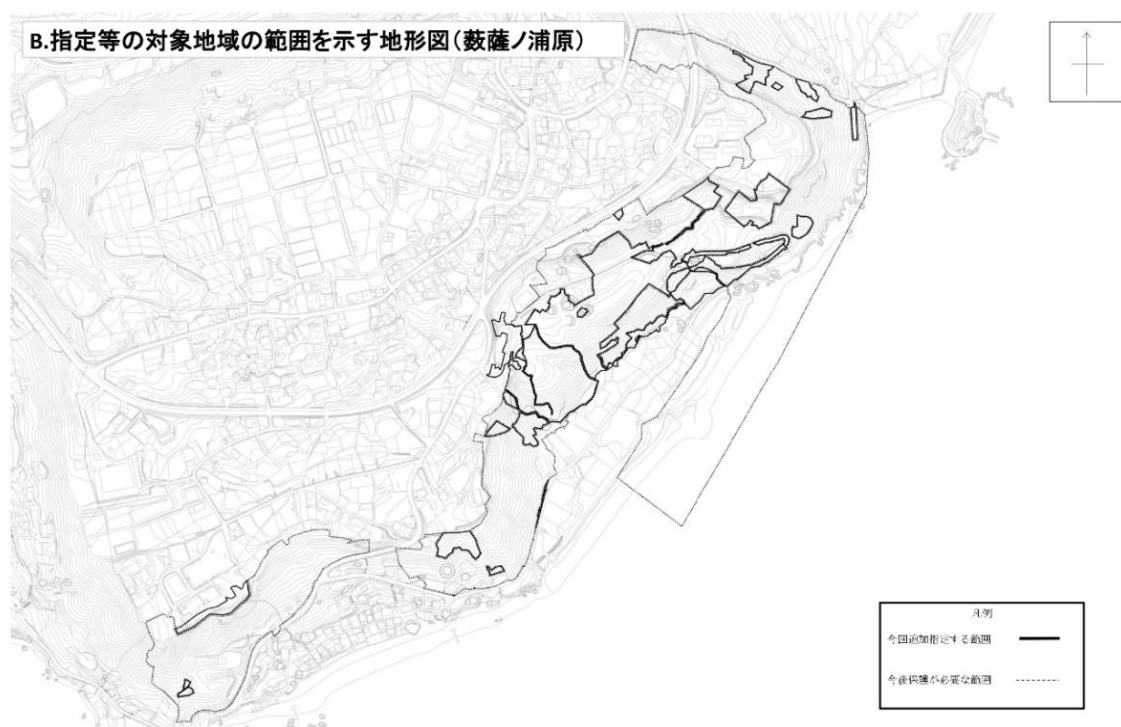 B.指定等の対象地域の範囲を示す地形図(薮薩ノ浦原)
凡例
今回追加指定する範囲
今後保護が必要な範囲